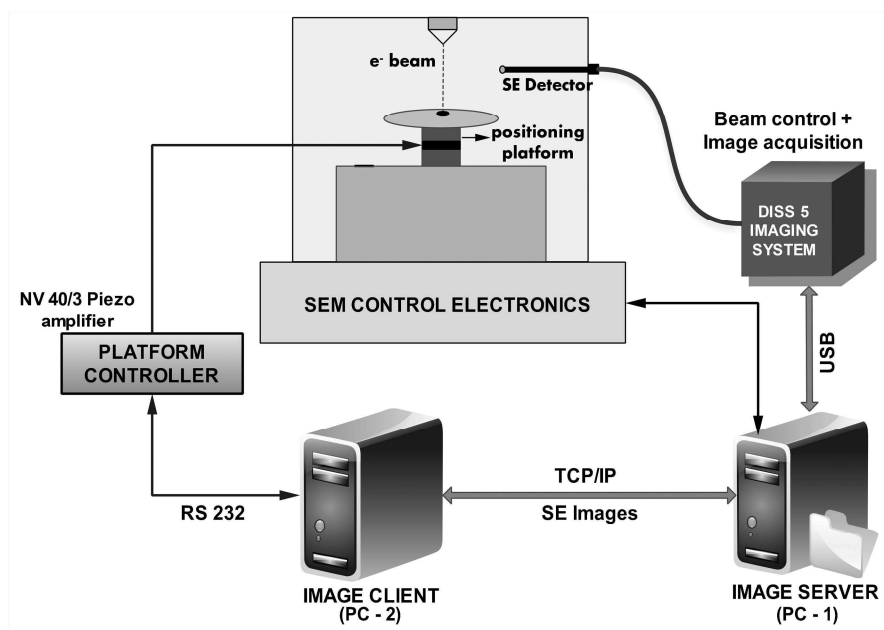 e- beam
SE Detector
positioning
platform
Beam control +
Image acquisition
DISS 5
IMAGING
SYSTEM
SEM CONTROL ELECTRONICS
NV 40/3 Piezo
amplifier
PLATFORM
CONTROLLER
USB
TCP/IP
SE Images
RS 232
IMAGE CLIENT
(PC - 2)
IMAGE SERVER
(PC - 1)